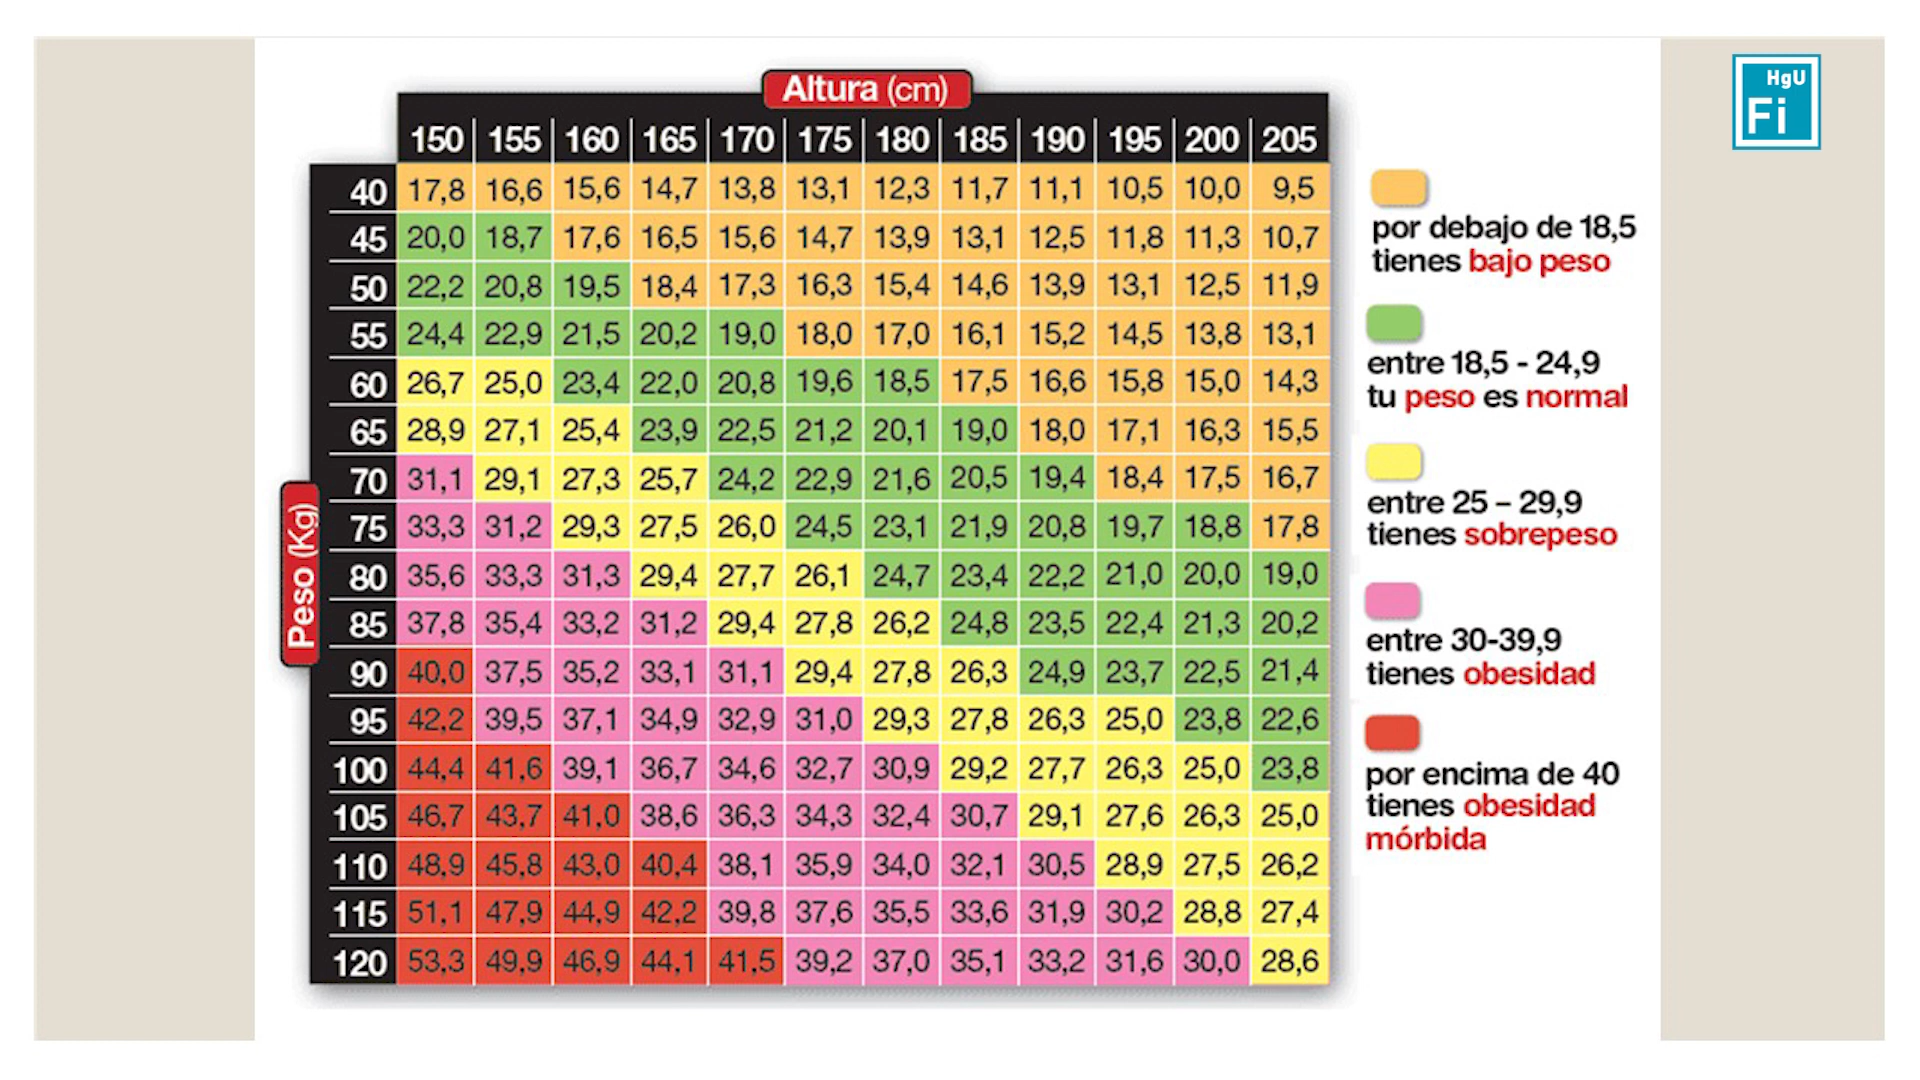 HgU
Fi
Altura (cm)
150 155 160 165 170 175 180 185 190 195 200 205
40 17,8 16,6 15,6 14,7 13,8 13,1 12,3 11,7 11,1 10,5 10,0 9,5
45 20,0 18,7 17,6 16,5 15,6 14,7 13,9 13,1 12,5 11,8 11,3 10,7
50 22,2 20,8 19,5 18,4 17,3 16,3 15,4 14,6 13,9 13,1 12,5 11,9
55 24,4 22,9 21,5 20,2 19,0 18,0 17,0 16,1 15,2 14,5 13,8 13,1
60 26,7 25,0 23,4 22,0 20,8 19,6 18,5 17,5 16,6 15,8 15,0 14,3
65 28,9 27,1 25,4 23,9 22,5 21,2 20,1 19,0 18,0 17,1 16,3 15,5
70 31,1 29,1 27,3 25,7 24,2 22,9 21,6 20,5 19,4 18,4 17,5 16,7
75 33,3 31,2 29,3 27,5 26,0 24,5 23,1 21,9 20,8 19,7 18,8 17,8
80 35,6 33,3 31,3 29,4 27,7 26,1 24,7 23,4 22,2 21,0 20,0 19,0
85 37,8 35,4 33,2 31,2 29,4 27,8 26,2 24,8 23,5 22,4 21,3 20,2
90 40,0 37,5 35,2 33,1 31,1 29,4 27,8 26,3 24,9 23,7 22,5 21,4
95 42,2 39,5 37,1 34,9 32,9 31,0 29,3 27,8 26,3 25,0 23,8 22,6
100 44,4 41,6 39,1 36,7 34,6 32,7 30,9 29,2 27,7 26,3 25,0 23,8
105 46,7 43,7 41,0 38,6 36,3 34,3 32,4 30,7 29,1 27,6 26,3 25,0
110 48,9 45,8 43,0 40,4 38,1 35,9 34,0 32,1 30,5 28,9 27,5 26,2
115 51,1 47,9 44,9 42,2 39,8 37,6 35,5 33,6 31,9 30,2 28,8 27,4
120 53,3 49,9 46,9 44,1 41,5 39,2 37,0 35,1 33,2 31,6 30,0 28,6
Peso (Kg)
por debajo de 18,5
tienes bajo peso
entre 18,5 - 24,9
tu peso es normal
entre 25 – 29,9
tienes sobrepeso
entre 30-39,9
tienes obesidad
por encima de 40
tienes obesidad
mórbida